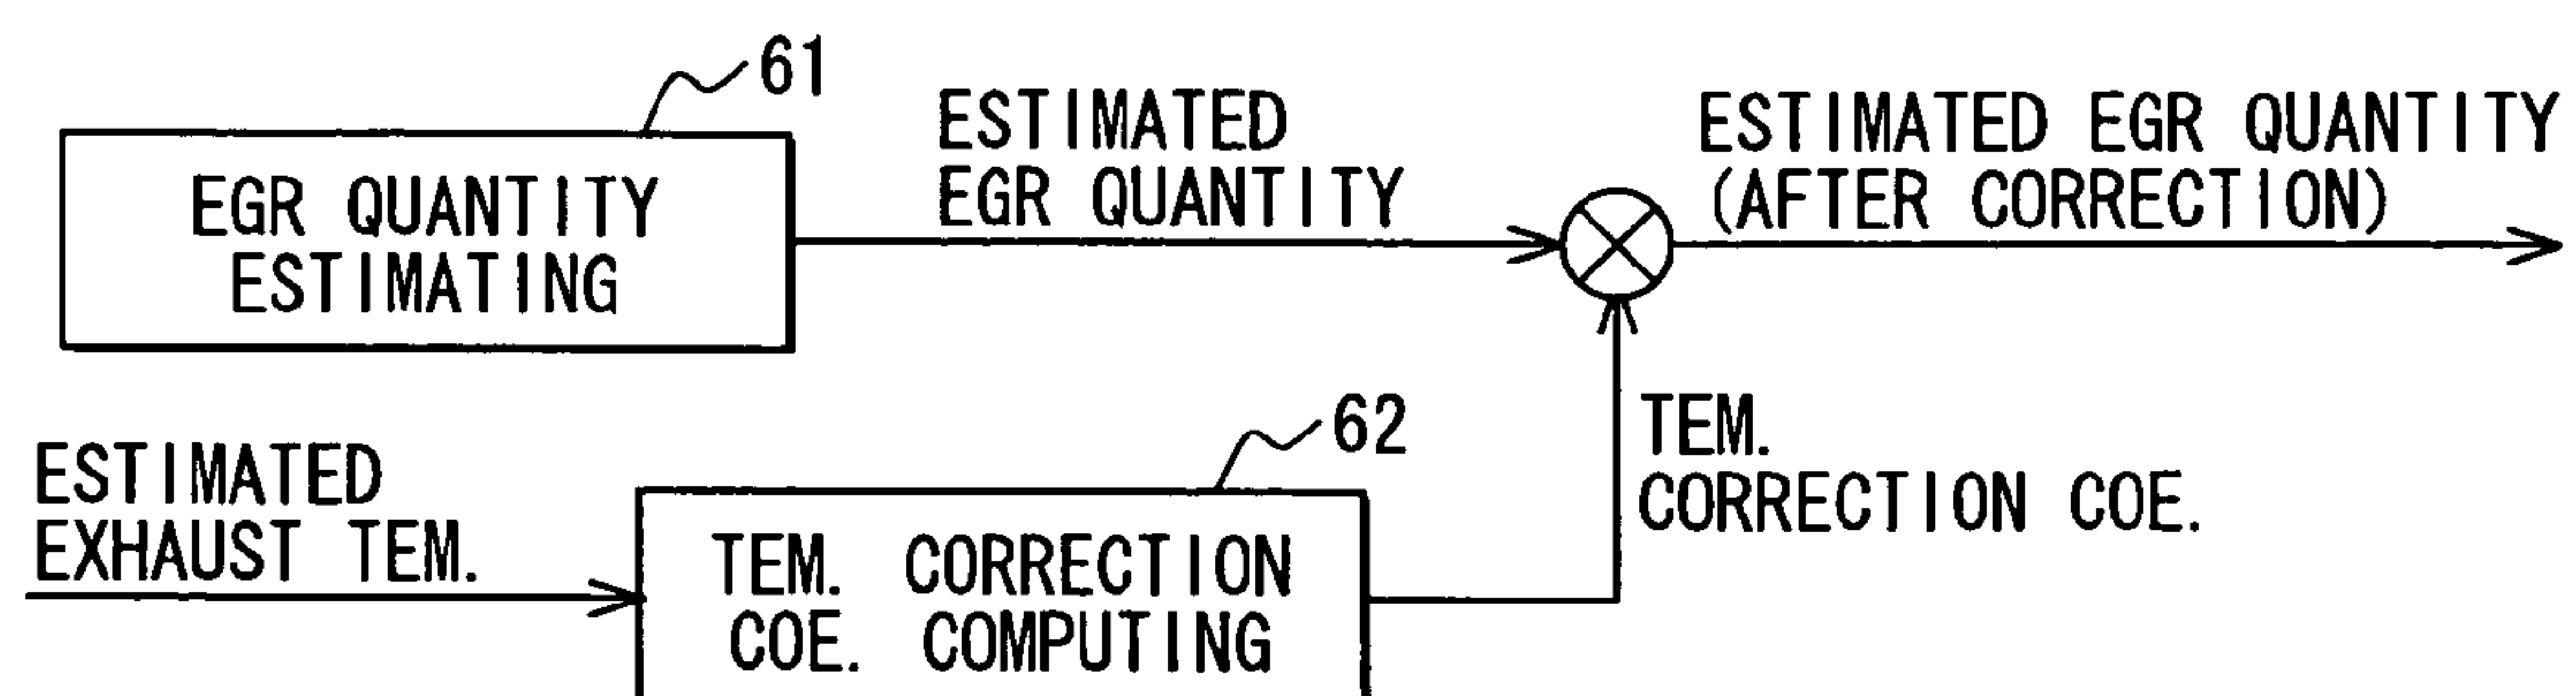 61
ESTIMATED
EGR QUANTITY
ESTIMATED EGR QUANTITY
(AFTER CORRECTION)
EGR QUANTITY
ESTIMATING
62
TEM.
CORRECTION COE.
ESTIMATED
EXHAUST TEM.
TEM. CORRECTION
COE. COMPUTING